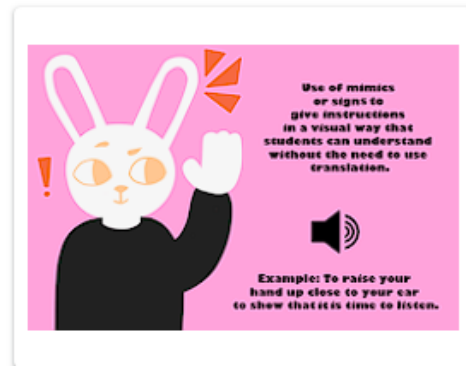 Use of mimics
or signs to
give instructions
in a visual way that
students can understand
without the need to use
translation.
Example: To raise your
hand up close to your ear
to show that it is time to listen.